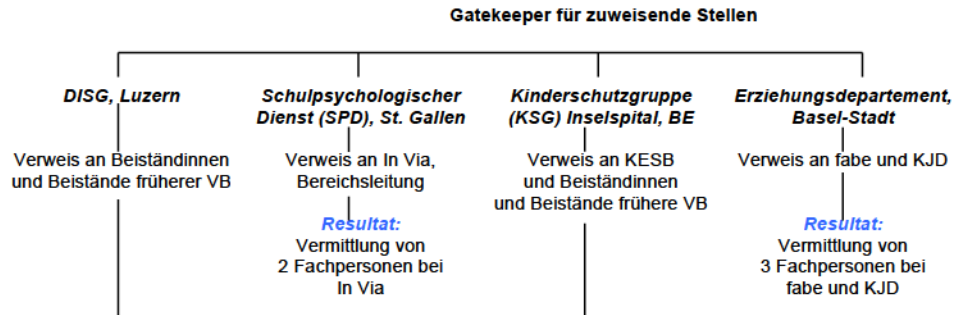 Gatekeeper für zuweisende Stellen
DISG, Luzern
Verweis an Beiständinnen
und Beistände früherer VB
Schulpsychologischer
Dienst (SPD), St. Gallen
Verweis an In Via,
Bereichsleitung
Resultat:
Vermittlung von
2 Fachpersonen bei
In Via
Kinderschutzgruppe
(KSG) Inselspital, BE
Verweis an KESB
und Beiständinnen
und Beistände frühere VB
Erziehungsdepartement,
Basel-Stadt
Verweis an fabe und KJD
Resultat:
Vermittlung von
3 Fachpersonen bei
fabe und KJD